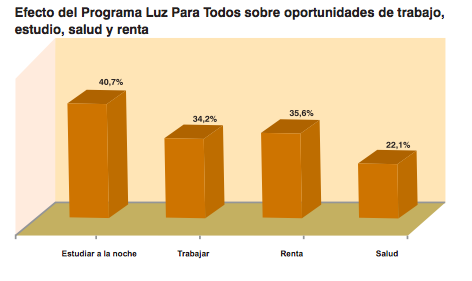 Efecto del Programa Luz Para Todos sobre oportunidades de trabajo,
estudio, salud y renta
40,7%
34,2%
35,6%
22,1%
Estudiar a la noche
Trabajar
Renta
Salud